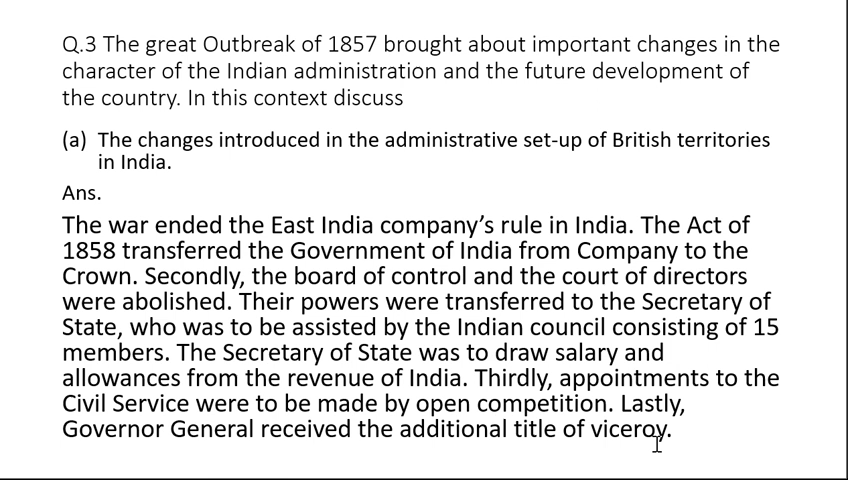 Q.3 The great Outbreak of 1857 brought about important changes in the
character of the Indian administration and the future development of
the country. In this context discuss
(a) The changes introduced in the administrative set-up of British territories
in India.
Ans.
The war ended the East India company’s rule in India. The Act of
1858 transferred the Government of India from Company to the
Crown. Secondly, the board of control and the court of directors
were abolished. Their powers were transferred to the Secretary of
State, who was to be assisted by the Indian council consisting of 15
members. The Secretary of State was to draw salary and
allowances from the revenue of India. Thirdly, appointments to the
Civil Service were to be made by open competition. Lastly,
Governor General received the additional title of viceroy.